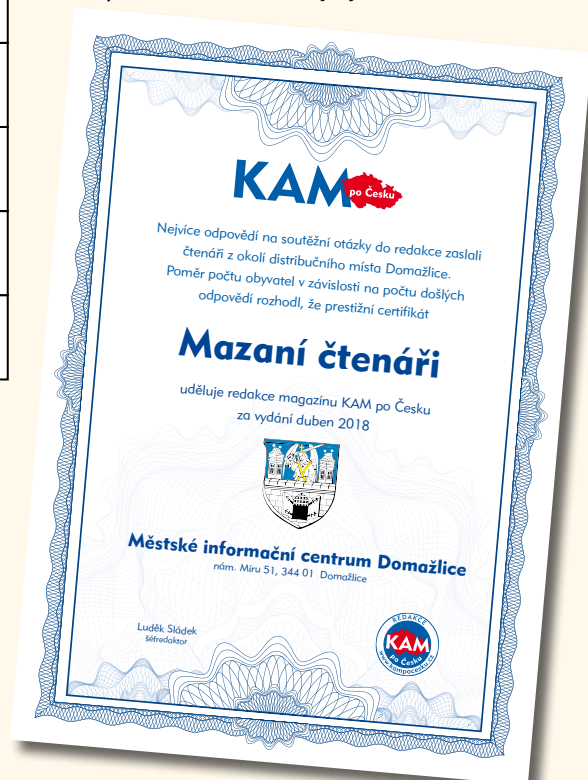 KAM
po Česku
Nejvíce odpovědí na soutěžní otázky do redakce zaslali
čtenáři z okolí distribučního místa Domažlice.
Poměr počtu obyvatel v závislosti na počtu došlých
odpovědí rozhodl, že prestižní certifikát
Mazaní čtenáři
uděluje redakce magazínu KAM po Česku
za vydání duben 2018
Městské informační centrum Domažlice
nám. Míru 51, 344 01 Domažlice
Luděk Sládek
šéfredaktor
REDAKCE
KAM
po Česku
www.kampocesku.cz